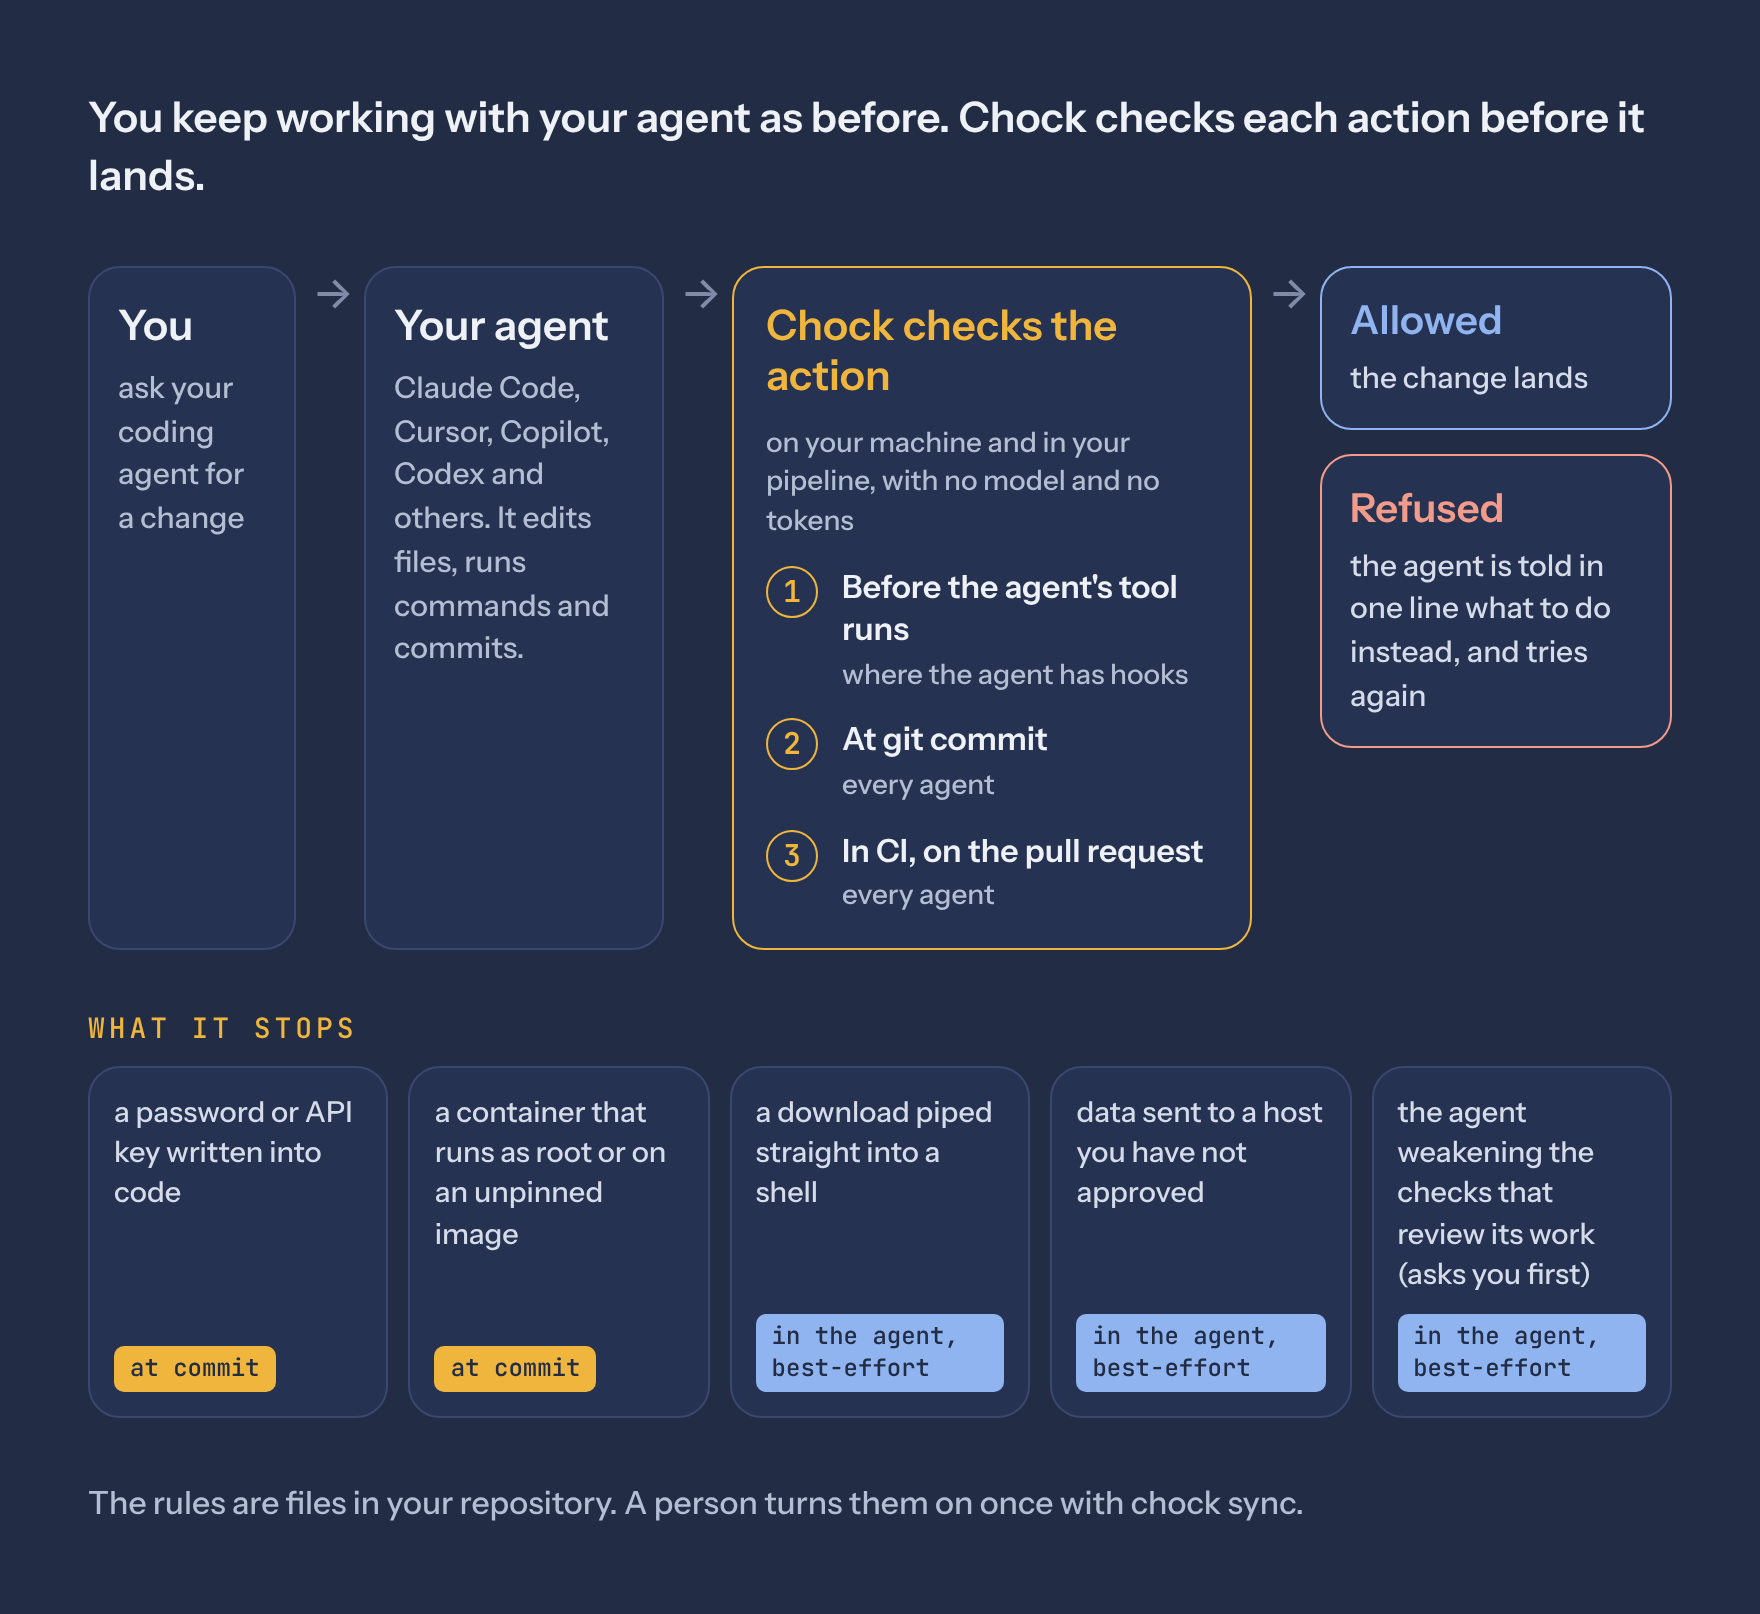 You keep working with your agent as before. Chock checks each action before it
lands.
You
ask your
coding
agent for
a change
→
Your agent
Claude Code,
Cursor, Copilot,
Codex and
others. It edits
files, runs
commands and
commits.
→
Chock checks the
action
on your machine and in your
pipeline, with no model and no
tokens
1
Before the agent's tool
runs
where the agent has hooks
2
At git commit
every agent
3
In CI, on the pull request
every agent
→
Allowed
the change lands
Refused
the agent is told in
one line what to do
instead, and tries
again
WHAT IT STOPS
a password or API
key written into
code
at commit
a container that
runs as root or on
an unpinned
image
at commit
a download piped
straight into a
shell
in the agent,
best-effort
data sent to a host
you have not
approved
in the agent,
best-effort
the agent
weakening the
checks that
review its work
(asks you first)
in the agent,
best-effort
The rules are files in your repository. A person turns them on once with chock sync.